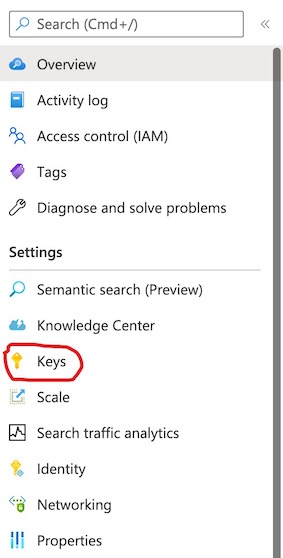 Search (Cmd+/)
Overview
Activity log
Access control (IAM)
Tags
Diagnose and solve problems
Settings
Semantic search (Preview)
Knowledge Center
Keys
Scale
Search traffic analytics
Identity
Networking
Properties